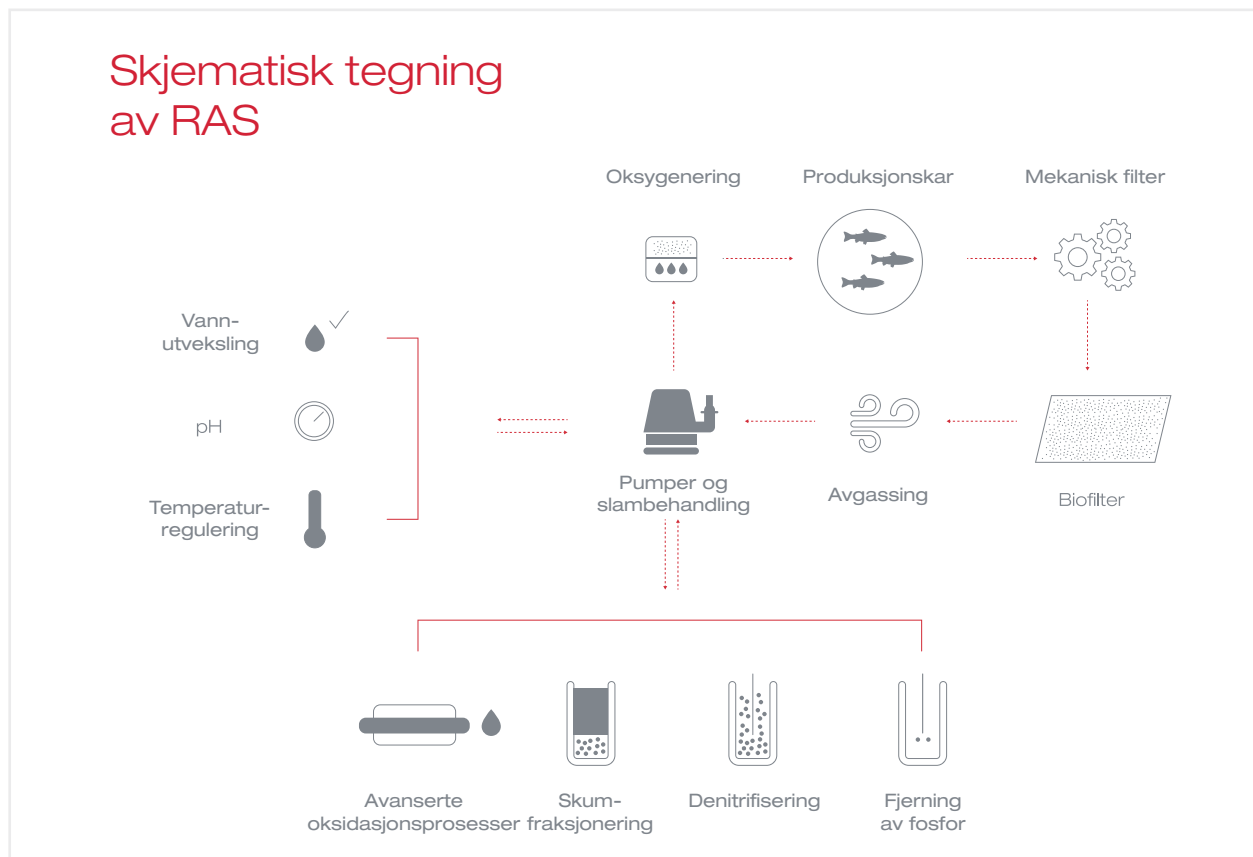 Skjematisk tegning
av RAS
Oksygenering
Produksjonskar
Mekanisk filter
Vann-
utveksling
pH
Temperatur-
regulering
Pumper og
slambehandling
Avgassing
Biofilter
Avanserte
oksidasjonsprosesser
Skum-
fraksjonering
Denitrifisering
Fjerning
av fosfor